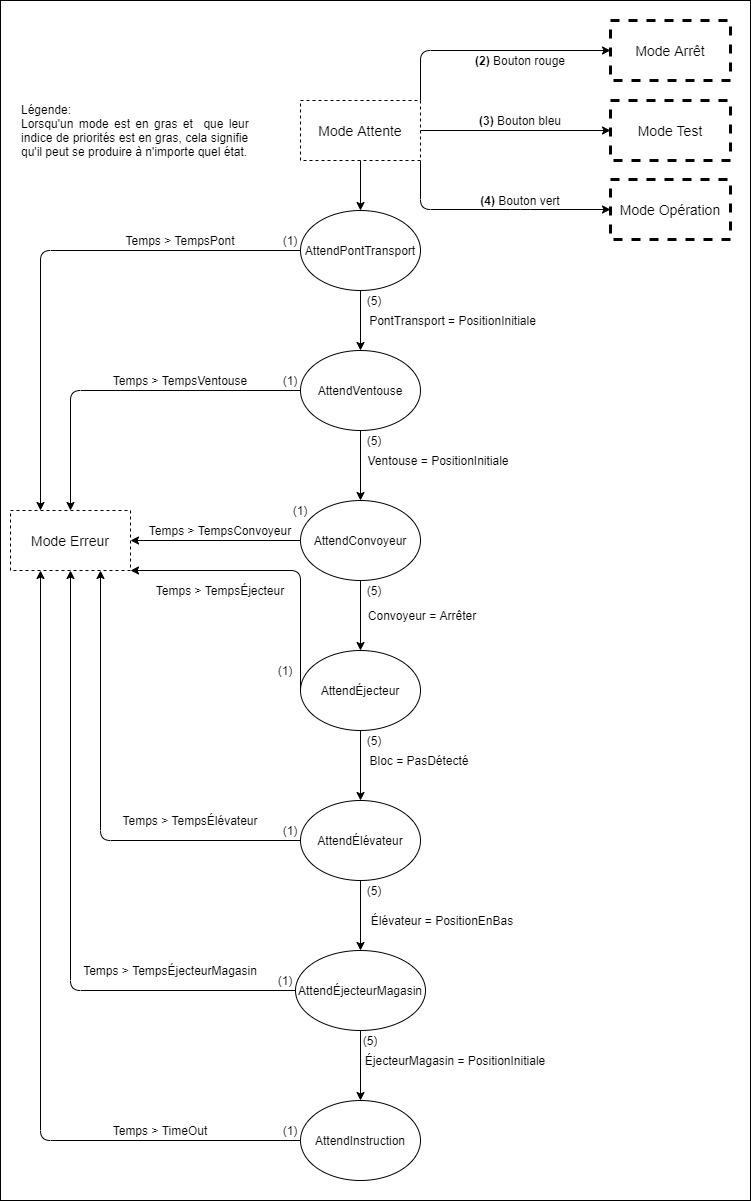 Mode Arrêt
(2) Bouton rouge
Légende:
Lorsqu'un mode est en gras et que leur
indice de priorités est en gras, cela signifie
qu'il peut se produire à n'importe quel état.
Mode Attente
(3) Bouton bleu
Mode Test
(4) Bouton vert
Mode Opération
Temps > TempsPont
(1)
AttendPontTransport
(5)
PontTransport = PositionInitiale
Temps > TempsVentouse
(1)
AttendVentouse
(5)
Ventouse = PositionInitiale
(1)
Temps > TempsConvoyeur
Mode Erreur
AttendConvoyeur
(5)
Temps > TempsÉjecteur
Convoyeur = Arrêter
(1)
AttendÉjecteur
(5)
Bloc = PasDétecté
Temps > TempsÉlévateur
(1)
AttendÉlévateur
(5)
Élévateur = PositionEnBas
Temps > TempsÉjecteurMagasin
(1)
AttendÉjecteurMagasin
(5)
ÉjecteurMagasin = PositionInitiale
Temps > TimeOut
(1)
AttendInstruction